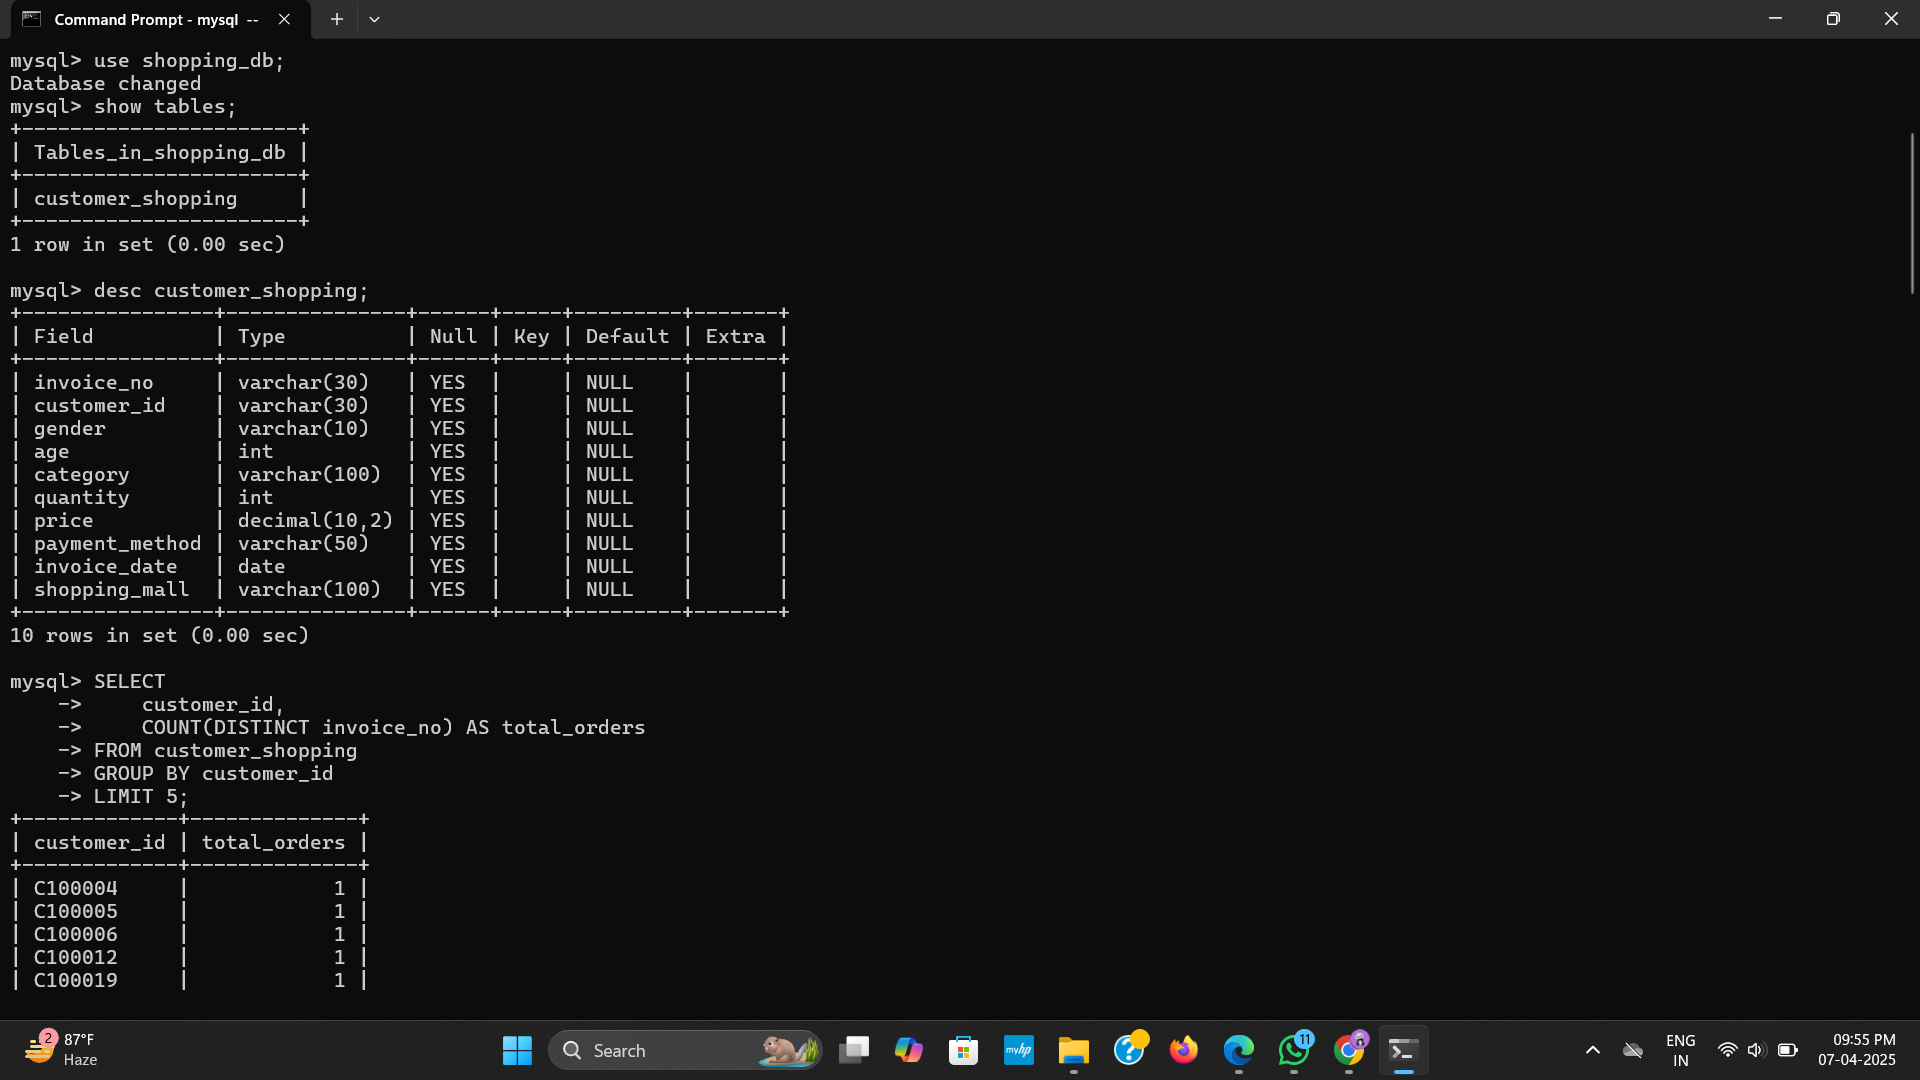 Command Prompt - mysql --
mysql> use shopping_db;
Database changed
mysql> show tables;
+-----------------------+
| Tables_in_shopping_db |
+-----------------------+
| customer_shopping     |
+-----------------------+
1 row in set (0.00 sec)
mysql> desc customer_shopping;
+----------------+---------------+------+-----+---------+-------+
| Field          | Type          | Null | Key | Default | Extra |
+----------------+---------------+------+-----+---------+-------+
| invoice_no     | varchar(30)   | YES  |     | NULL    |       |
| customer_id    | varchar(30)   | YES  |     | NULL    |       |
| gender         | varchar(10)   | YES  |     | NULL    |       |
| age            | int           | YES  |     | NULL    |       |
| category       | varchar(100)  | YES  |     | NULL    |       |
| quantity       | int           | YES  |     | NULL    |       |
| price          | decimal(10,2) | YES  |     | NULL    |       |
| payment_method | varchar(50)   | YES  |     | NULL    |       |
| invoice_date   | date          | YES  |     | NULL    |       |
| shopping_mall  | varchar(100)  | YES  |     | NULL    |       |
+----------------+---------------+------+-----+---------+-------+
10 rows in set (0.00 sec)
mysql> SELECT
    ->     customer_id,
    ->     COUNT(DISTINCT invoice_no) AS total_orders
    -> FROM customer_shopping
    -> GROUP BY customer_id
    -> LIMIT 5;
+-------------+--------------+
| customer_id | total_orders |
+-------------+--------------+
| C100004     |            1 |
| C100005     |            1 |
| C100006     |            1 |
| C100012     |            1 |
| C100019     |            1 |
2
87°F
Haze
Search
myhp
11
ENG
IN
09:55 PM
07-04-2025